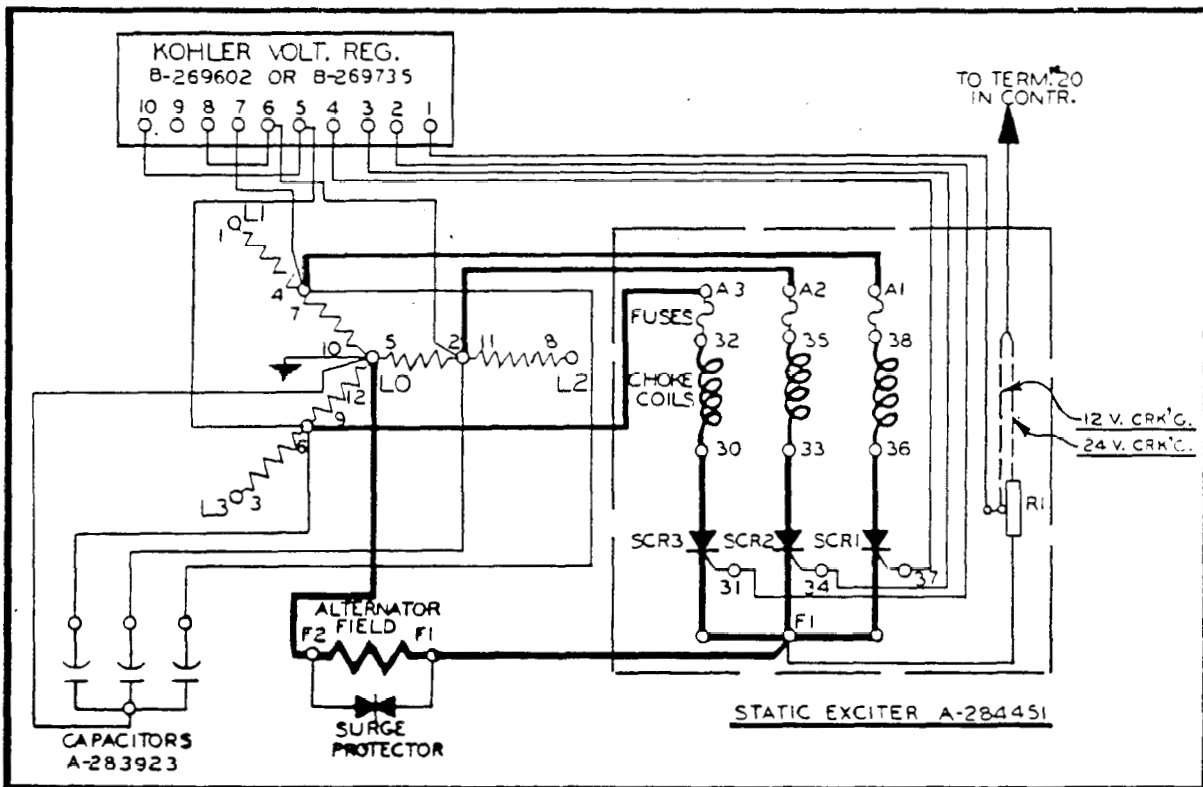 KOHLER VOLT. REG.
B-269602 OR B-269735
10 9 8 7 6 5 4 3 2 1
TO TERM. 20
IN CONTR.
L1
1
4
7
10
5 2 11 8
L0 L2
12
9
6
L3 3
A3 A2 A1
FUSES
32 35 38
CHOKE
COILS
30 33 36
12 V. CRK'G.
24 V. CRK'G.
R1
SCR3 SCR2 SCR1
31 34 37
F1
ALTERNATOR
FIELD
F2 F1
SURGE
PROTECTOR
STATIC EXCITER A-284451
CAPACITORS
A-283923